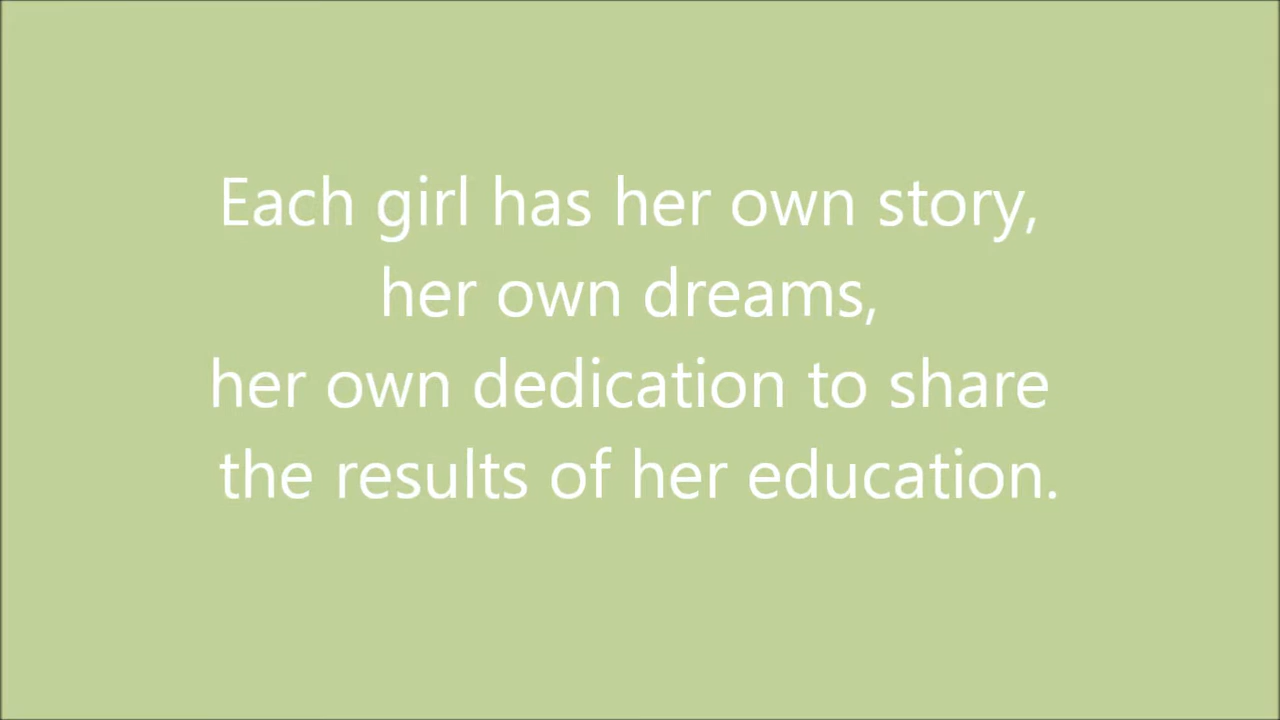 Each girl has her own story,
her own dreams,
her own dedication to share
the results of her education.